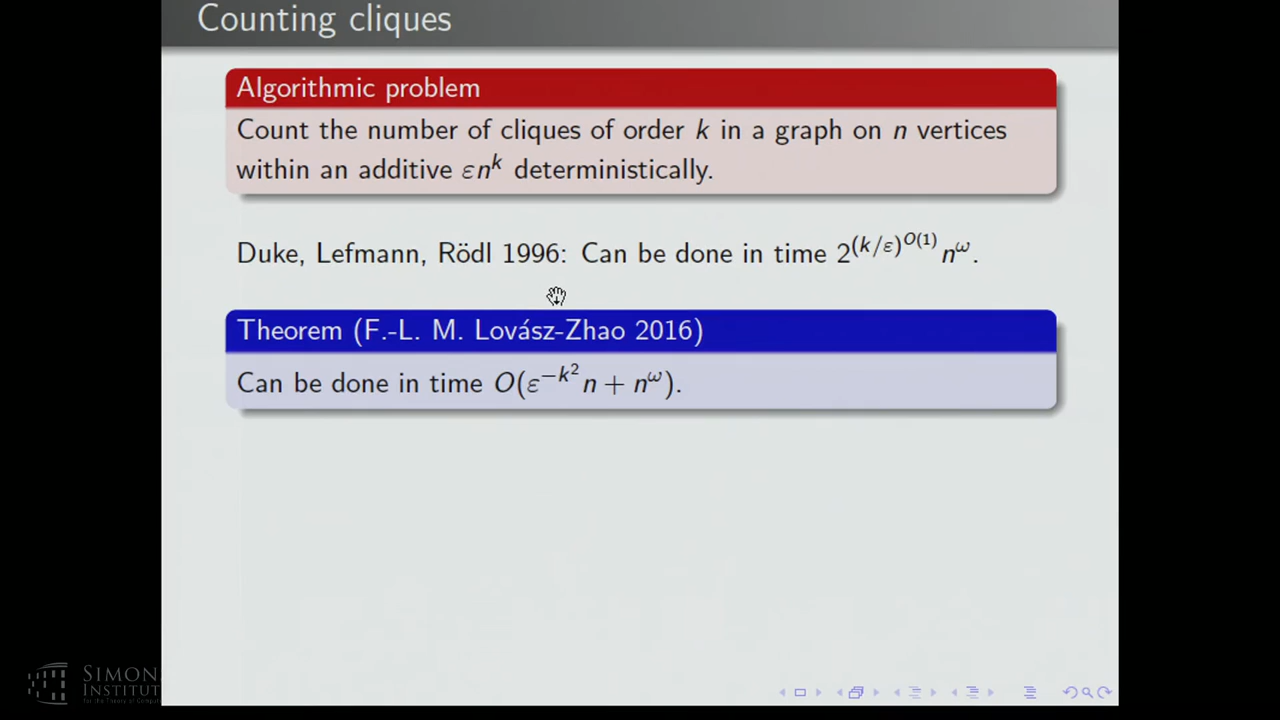 Counting cliques
Algorithmic problem
Count the number of cliques of order k in a graph on n vertices
within an additive εn^k deterministically.
Duke, Lefmann, Rödl 1996: Can be done in time 2^{(k/ε)^{O(1)}} n^ω.
Theorem (F.-L. M. Lovász-Zhao 2016)
Can be done in time O(ε^{-k^2} n + n^ω).
SIMON
INSTITUT